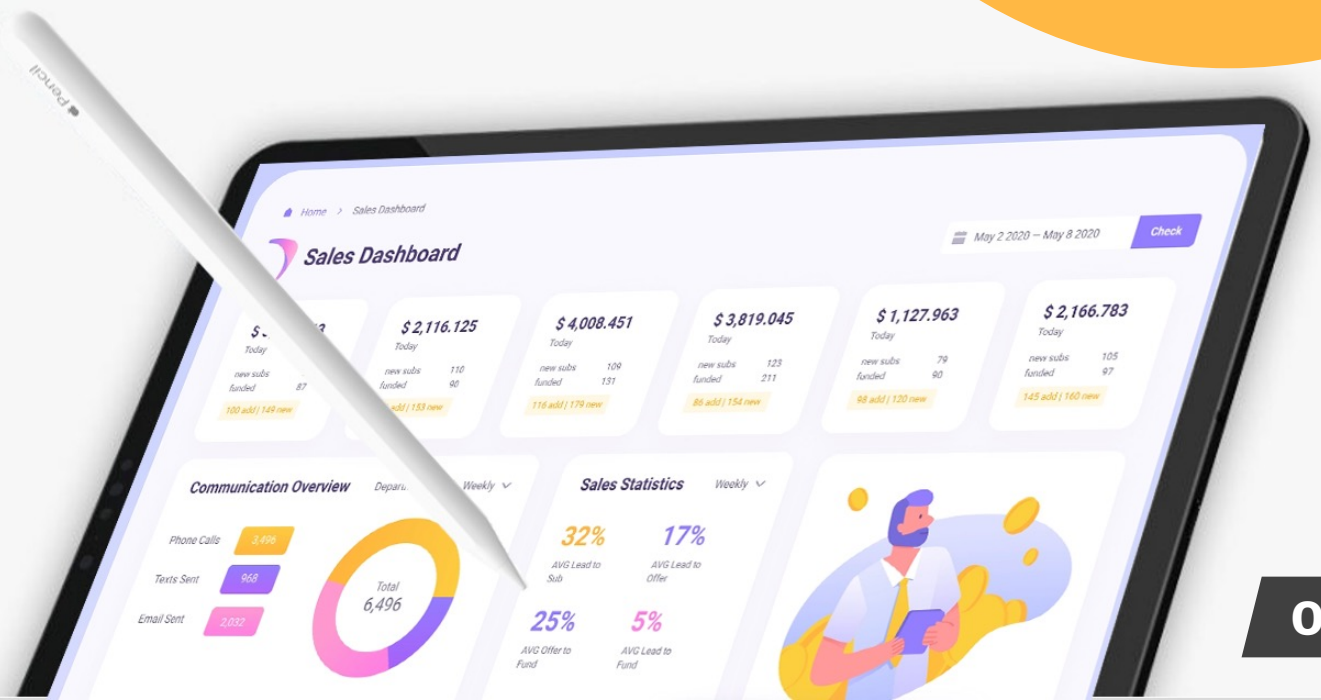 Pencil
Home > Sales Dashboard
Sales Dashboard
May 2 2020 – May 8 2020
Check
$
Today
new subs
funded 87
100 add | 149 new
$ 2,116.125
Today
new subs 110
funded 90
add | 153 new
$ 4,008.451
Today
new subs 109
funded 131
116 add | 179 new
$ 3,819.045
Today
new subs 123
funded 211
86 add | 154 new
$ 1,127.963
Today
new subs 79
funded 90
98 add | 120 new
$ 2,166.783
Today
new subs 105
funded 97
145 add | 160 new
Communication Overview
Weekly
Phone Calls 3,496
Texts Sent 968
Email Sent 2,032
Total
6,496
Sales Statistics
Weekly
32%
AVG Lead to
Sub
17%
AVG Lead to
Offer
25%
AVG Offer to
Fund
5%
AVG Lead to
Fund